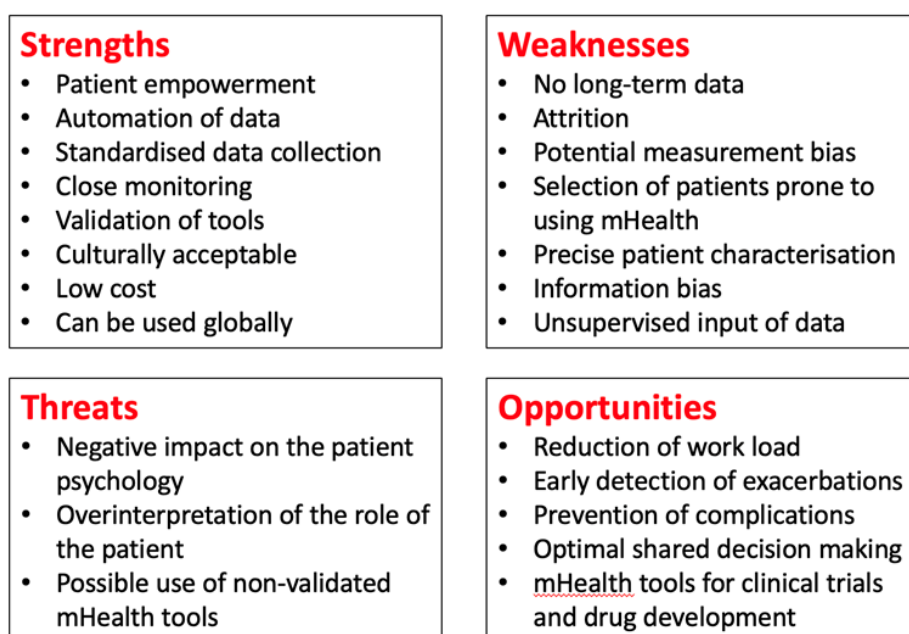 Strengths
• Patient empowerment
• Automation of data
• Standardised data collection
• Close monitoring
• Validation of tools
• Culturally acceptable
• Low cost
• Can be used globally
Weaknesses
• No long-term data
• Attrition
• Potential measurement bias
• Selection of patients prone to
using mHealth
• Precise patient characterisation
• Information bias
• Unsupervised input of data
Threats
• Negative impact on the patient
psychology
• Overinterpretation of the role of
the patient
• Possible use of non-validated
mHealth tools
Opportunities
• Reduction of work load
• Early detection of exacerbations
• Prevention of complications
• Optimal shared decision making
• mHealth tools for clinical trials
and drug development